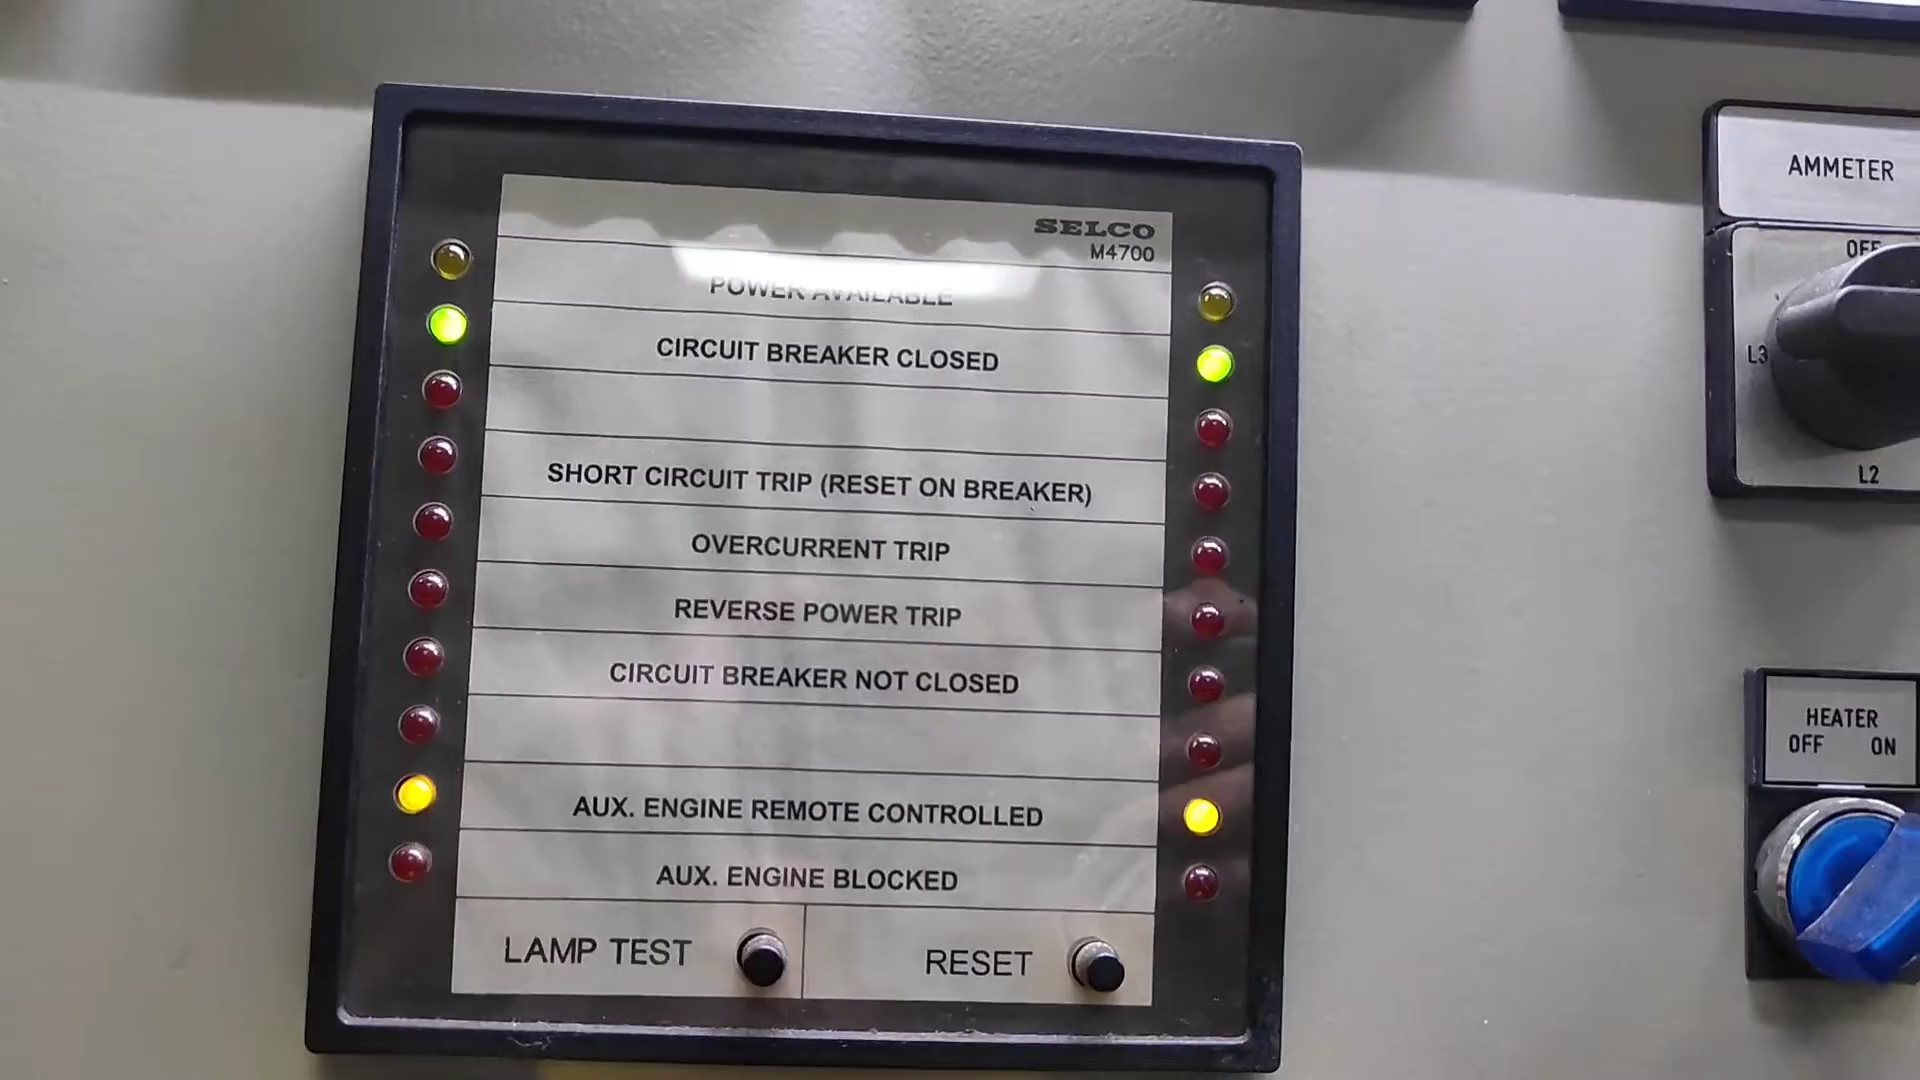 SELCO
M4700
POWER AVAILABLE
CIRCUIT BREAKER CLOSED
SHORT CIRCUIT TRIP (RESET ON BREAKER)
OVERCURRENT TRIP
REVERSE POWER TRIP
CIRCUIT BREAKER NOT CLOSED
AUX. ENGINE REMOTE CONTROLLED
AUX. ENGINE BLOCKED
LAMP TEST
RESET
AMMETER
OFF
L3
L2
HEATER
OFF ON